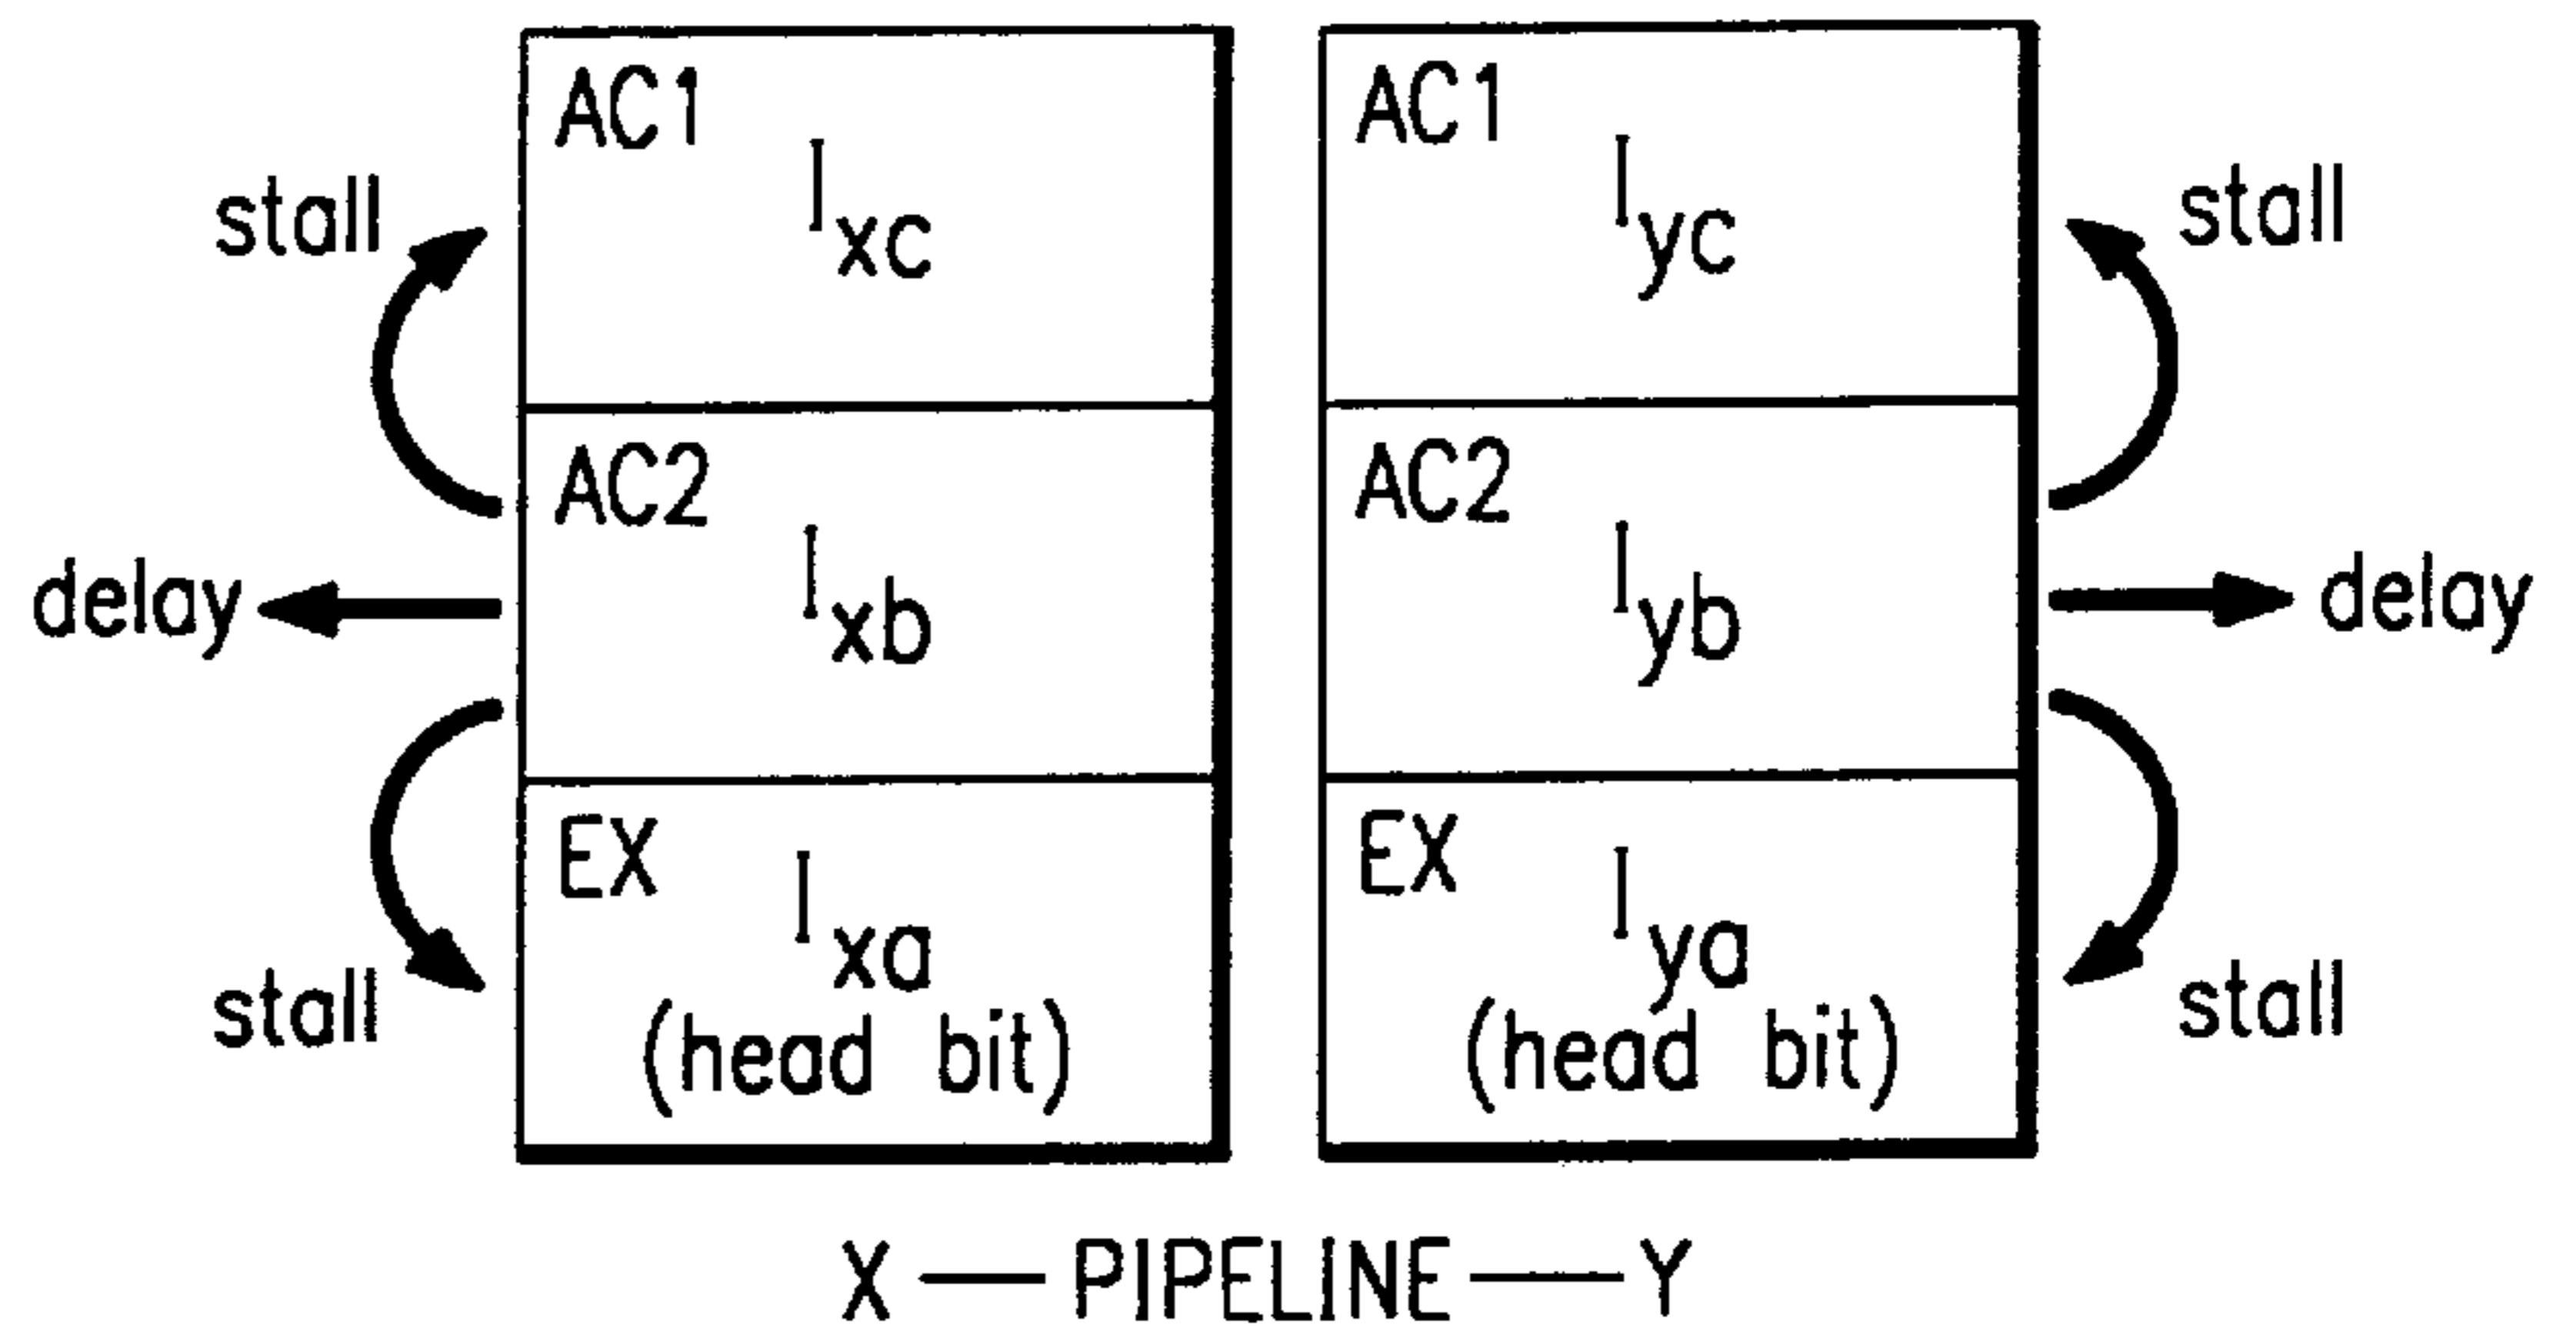 AC1
I xc
AC1
I yc
stall
stall
AC2
I xb
AC2
I yb
delay
delay
EX
I xa
(head bit)
EX
I ya
(head bit)
stall
stall
X — PIPELINE — Y